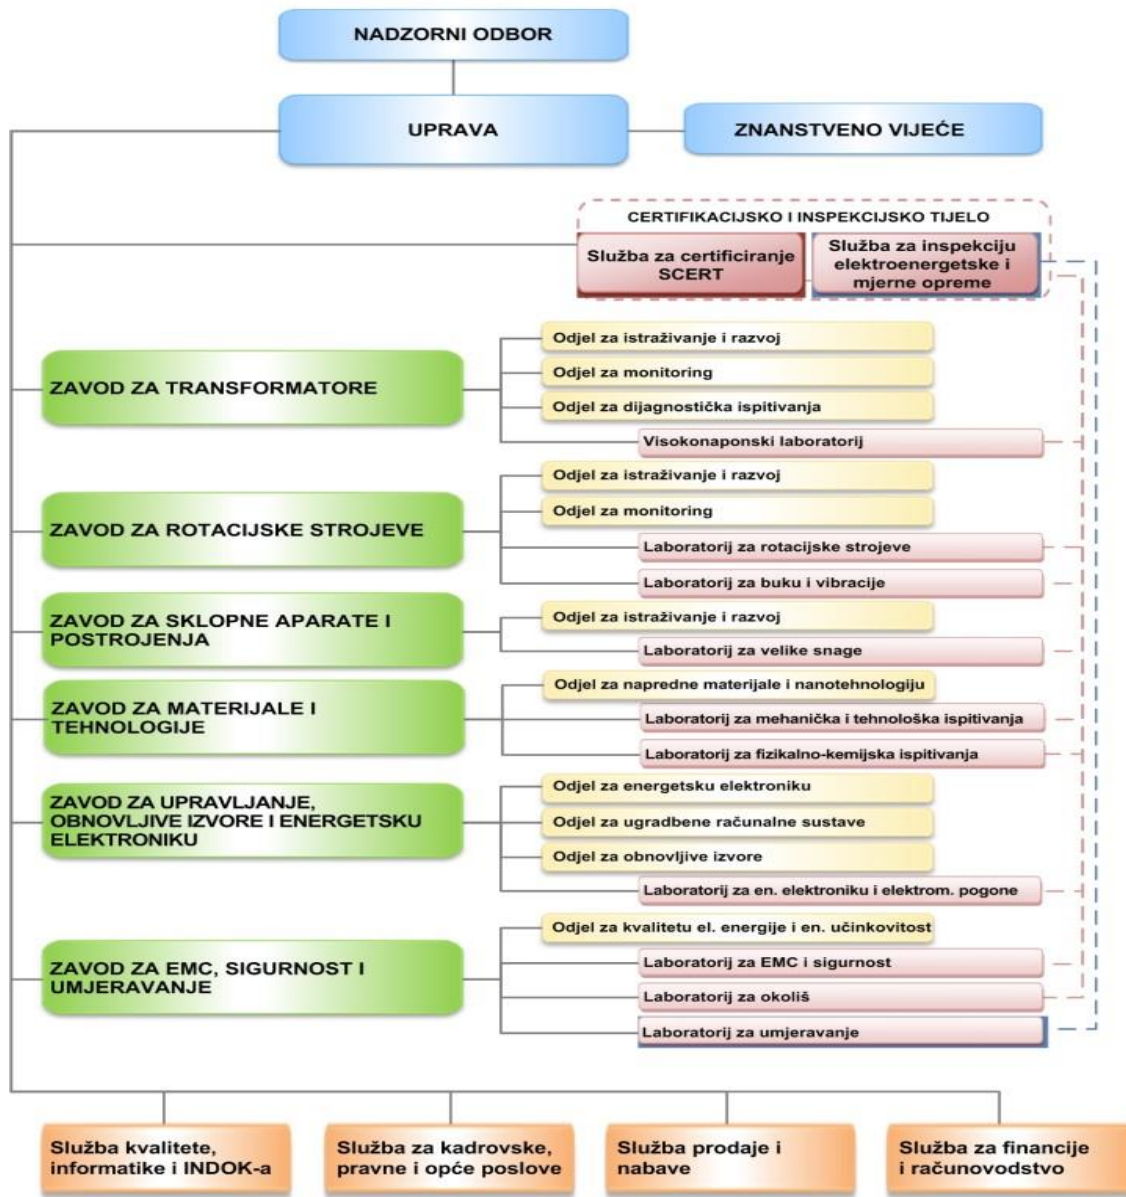 NADZORNI ODBOR
UPRAVA
ZNANSTVENO VIJEĆE
CERTIFIKACIJSKO I INSPEKCIJSKO TIJELO
Služba za certificiranje
SCERT
Služba za inspekciju
elektroenergetske i
mjerne opreme
ZAVOD ZA TRANSFORMATORE
Odjel za istraživanje i razvoj
Odjel za monitoring
Odjel za dijagnostička ispitivanja
Visokonaponski laboratorij
ZAVOD ZA ROTACIJSKE STROJEVE
Odjel za istraživanje i razvoj
Odjel za monitoring
Laboratorij za rotacijske strojeve
Laboratorij za buku i vibracije
ZAVOD ZA SKLOPNE APARATE I
POSTROJENJA
Odjel za istraživanje i razvoj
Laboratorij za velike snage
ZAVOD ZA MATERIJALE I
TEHNOLOGIJE
Odjel za napredne materijale i nanotehnologiju
Laboratorij za mehanička i tehnološka ispitivanja
Laboratorij za fizikalno-kemijska ispitivanja
ZAVOD ZA UPRAVLJANJE,
OBNOVLJIVE IZVORE I ENERGETSKU
ELEKTRONIKU
Odjel za energetsku elektroniku
Odjel za ugradbene računalne sustave
Odjel za obnovljive izvore
Laboratorij za en. elektroniku i elektrom. pogone
ZAVOD ZA EMC, SIGURNOST I
UMJERAVANJE
Odjel za kvalitetu el. energije i en. učinkovitost
Laboratorij za EMC i sigurnost
Laboratorij za okoliš
Laboratorij za umjeravanje
Služba kvalitete,
informatike i INDOK-a
Služba za kadrovske,
pravne i opće poslove
Služba prodaje i
nabave
Služba za financije
i računovodstvo